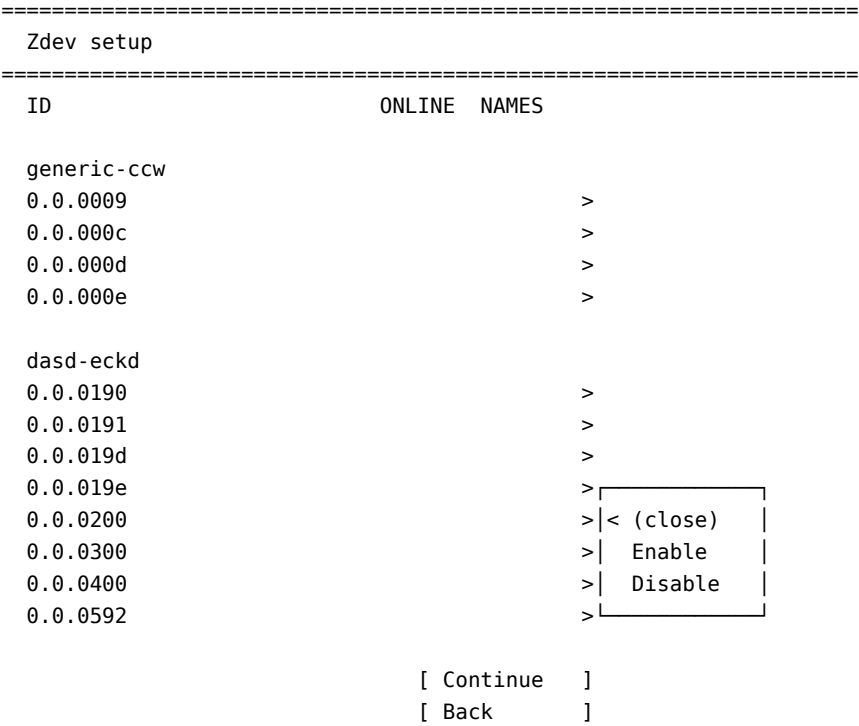 ====================================================================
  Zdev setup
====================================================================
  ID                          ONLINE  NAMES

  generic-ccw
  0.0.0009                                    >
  0.0.000c                                    >
  0.0.000d                                    >
  0.0.000e                                    >

  dasd-eckd
  0.0.0190                                    >
  0.0.0191                                    >
  0.0.019d                                    >
  0.0.019e                                    >┌────────────┐
  0.0.0200                                    >│< (close)   │
  0.0.0300                                    >│  Enable    │
  0.0.0400                                    >│  Disable   │
  0.0.0592                                    >└────────────┘

                                 [ Continue   ]
                                 [ Back       ]